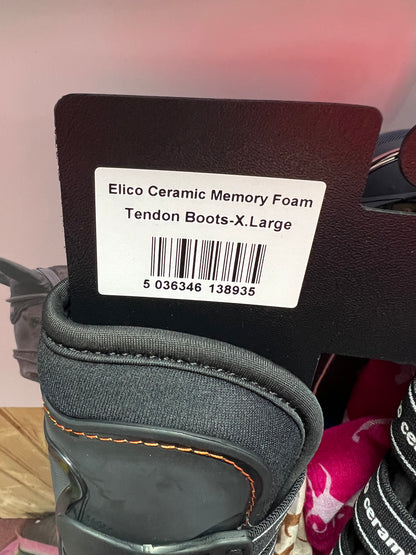 Elico Ceramic Memory Foam
Tendon Boots-X.Large
5 036346 138935